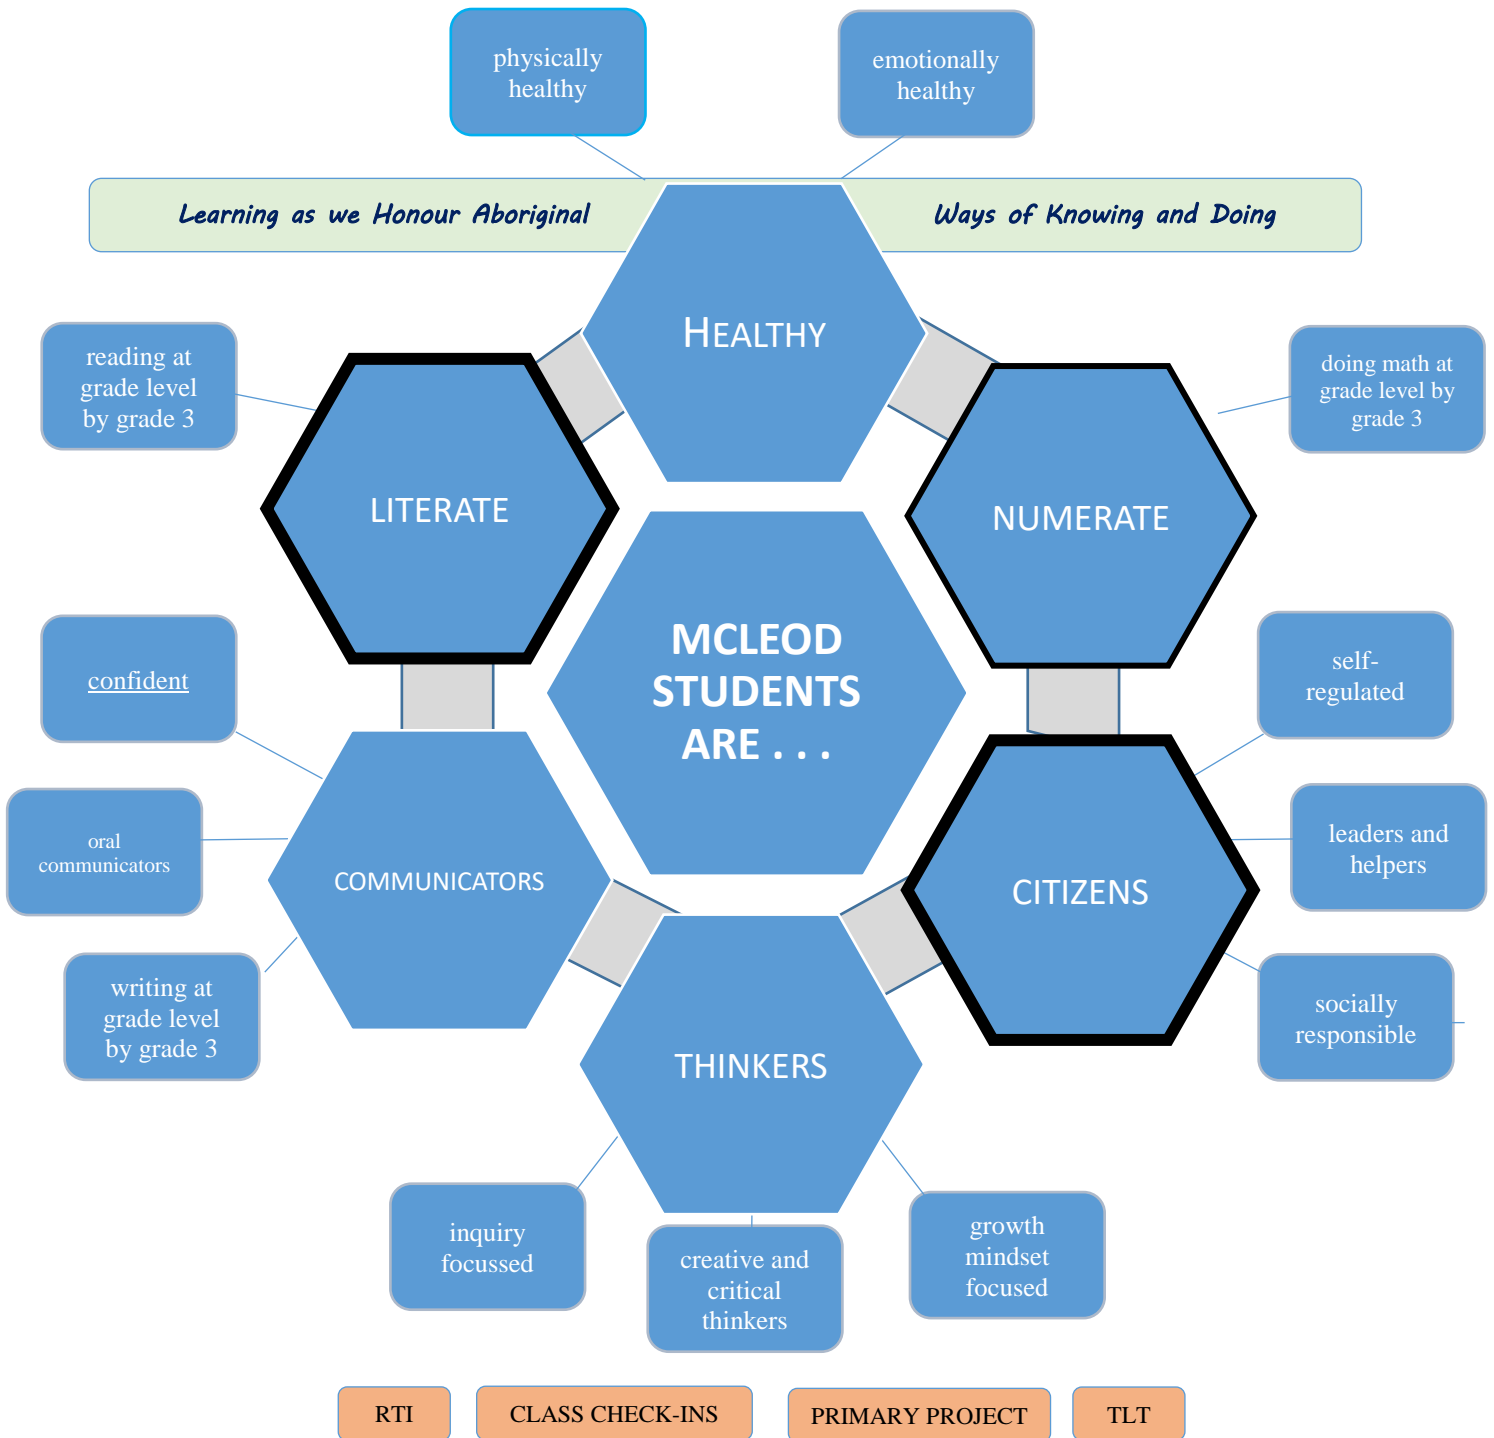 physically
healthy
emotionally
healthy
Learning as we Honour Aboriginal
Ways of Knowing and Doing
HEALTHY
reading at
grade level
by grade 3
doing math at
grade level by
grade 3
LITERATE
NUMERATE
MCLEOD
STUDENTS
ARE . . .
confident
self-
regulated
oral
communicators
leaders and
helpers
COMMUNICATORS
CITIZENS
writing at
grade level
by grade 3
socially
responsible
THINKERS
inquiry
focussed
creative and
critical
thinkers
growth
mindset
focused
RTI
CLASS CHECK-INS
PRIMARY PROJECT
TLT